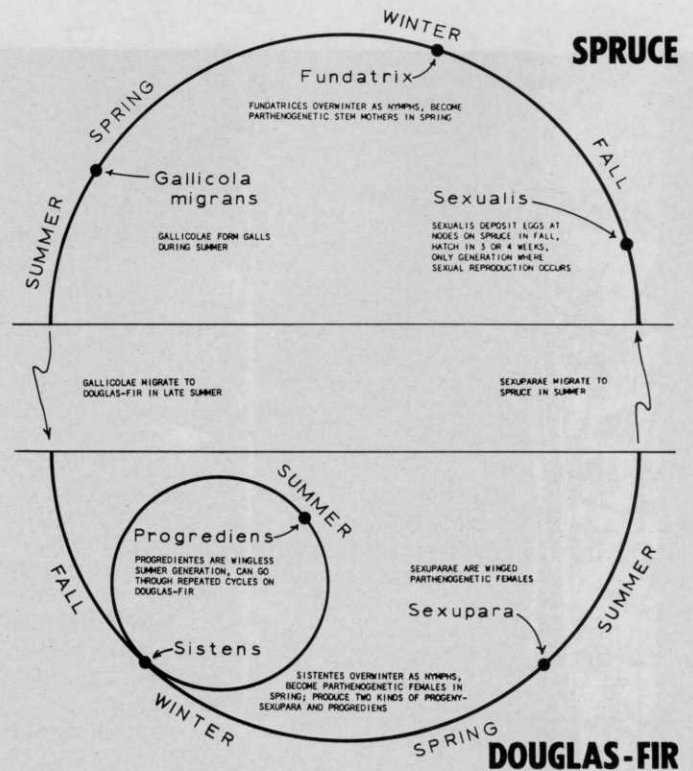 WINTER
SPRUCE
Fundatrix
FUNDATRICES OVERWINTER AS NYMPHS, BECOME
PARTHENOGENETIC STEM MOTHERS IN SPRING
SPRING
FALL
Gallicola
migrans
GALLICOLAE FORM GALLS
DURING SUMMER
Sexualis
SEXUALIS DEPOSIT EGGS AT
NODES ON SPRUCE IN FALL,
HATCH IN 3 OR 4 WEEKS,
ONLY GENERATION WHERE
SEXUAL REPRODUCTION OCCURS
SUMMER
GALLICOLAE MIGRATE TO
DOUGLAS-FIR IN LATE SUMMER
SEXUPARAE MIGRATE TO
SPRUCE IN SUMMER
SUMMER
Progrediens
PROGREDIENTES ARE WINGLESS
SUMMER GENERATION, CAN GO
THROUGH REPEATED CYCLES ON
DOUGLAS-FIR
FALL
SEXUPARAE ARE WINGED
PARTHENOGENETIC FEMALES
Sexupara
SUMMER
Sistens
SISTENTES OVERWINTER AS NYMPHS,
BECOME PARTHENOGENETIC FEMALES IN
SPRING; PRODUCE TWO KINDS OF PROGENY-
SEXUPARA AND PROGREDIENS
WINTER
SPRING
DOUGLAS-FIR